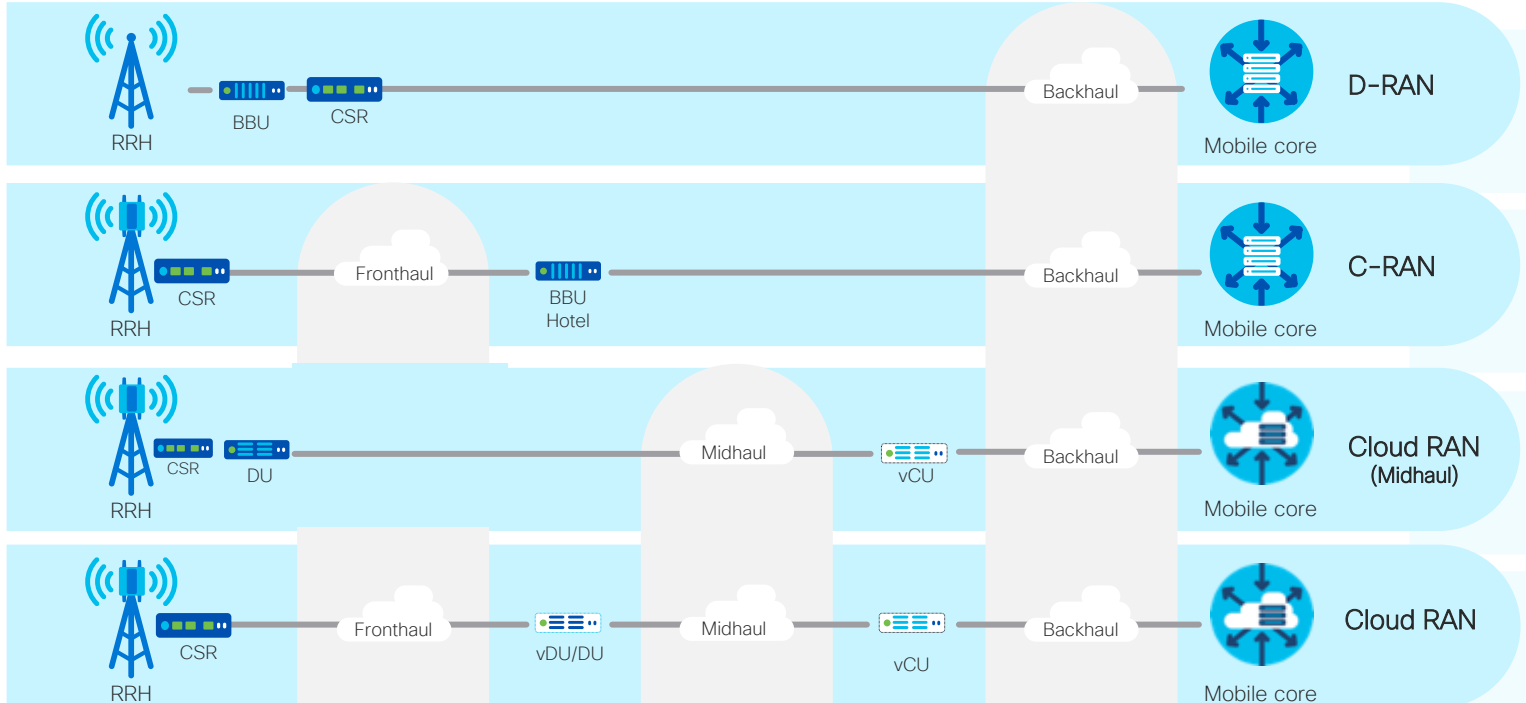 RRH
BBU
CSR
Backhaul
Mobile core
D-RAN
RRH
CSR
Fronthaul
BBU
Hotel
Backhaul
Mobile core
C-RAN
RRH
CSR
DU
Midhaul
vCU
Backhaul
Mobile core
Cloud RAN
(Midhaul)
RRH
CSR
Fronthaul
vDU/DU
Midhaul
vCU
Backhaul
Mobile core
Cloud RAN